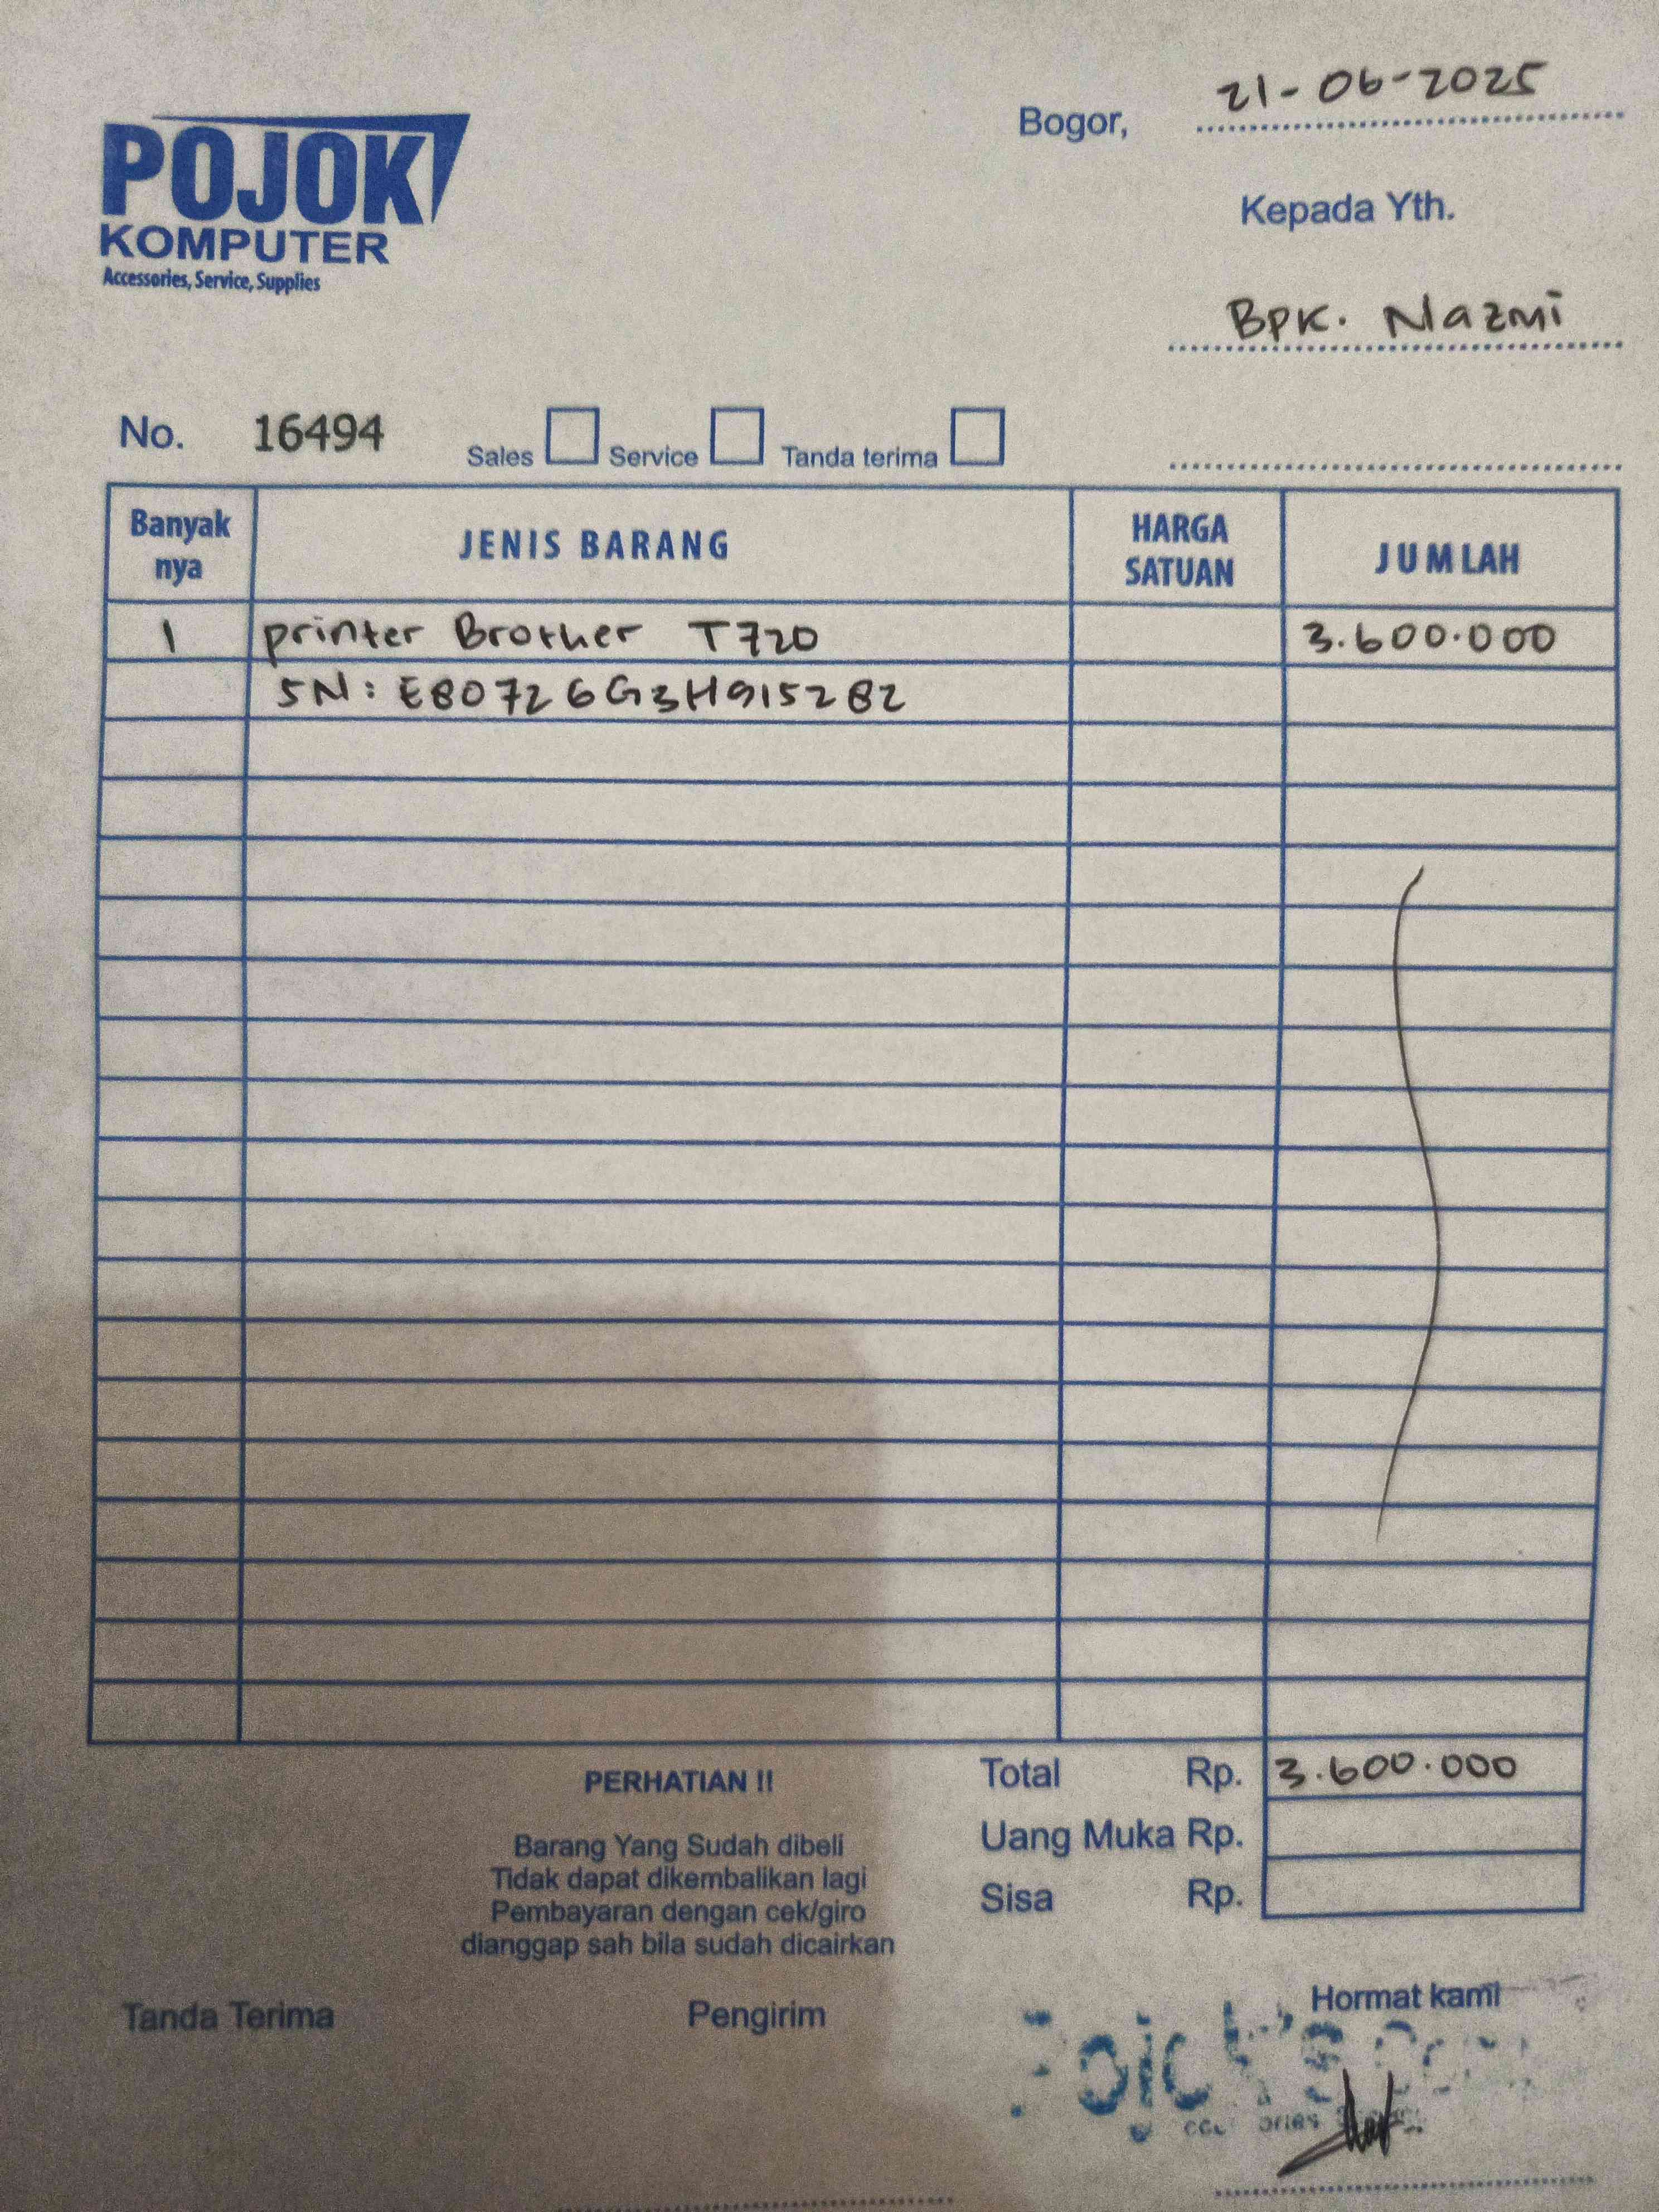 POJOK
KOMPUTER
Accessories, Service, Supplies
Bogor, 21-06-2025
Kepada Yth.
Bpk. Nazmi
No. 16494 Sales Service Tanda terima
Banyak nya JENIS BARANG HARGA SATUAN JUMLAH
1 printer Brother T720 3.600.000
SN: E80726G3H915282
Total Rp. 3.600.000
Uang Muka Rp.
Sisa Rp.
PERHATIAN !!
Barang Yang Sudah dibeli
Tidak dapat dikembalikan lagi
Pembayaran dengan cek/giro
dianggap sah bila sudah dicairkan
Tanda Terima Pengirim Hormat kami